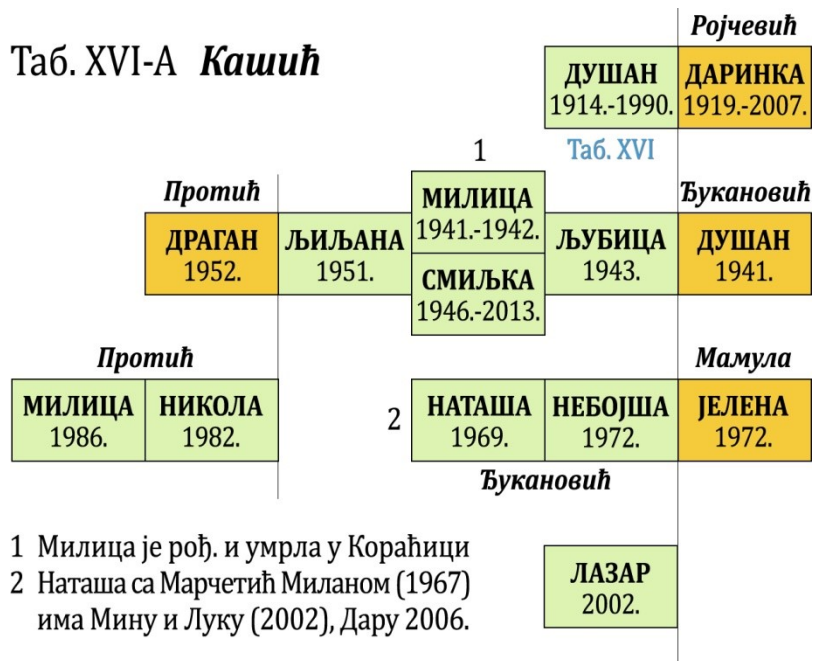 Ројчевић
Таб. XVI-А Кашић
ДУШАН ДАРИНКА
1914.-1990. 1919.-2007.
1 Таб. XVI
Протић МИЛИЦА Ђукановић
1941.-1942.
ДРАГАН ЉИЉАНА ЉУБИЦА ДУШАН
1952. 1951. 1943. 1941.
СМИЉКА
1946.-2013.
Протић Мамула
МИЛИЦА НИКОЛА 2 НАТАША НЕБОЈША ЈЕЛЕНА
1986. 1982. 1969. 1972. 1972.
Ђукановић
1 Милица је рођ. и умрла у Кораћици
2 Наташа са Марчетић Миланом (1967)
има Мину и Луку (2002), Дару 2006.
ЛАЗАР
2002.